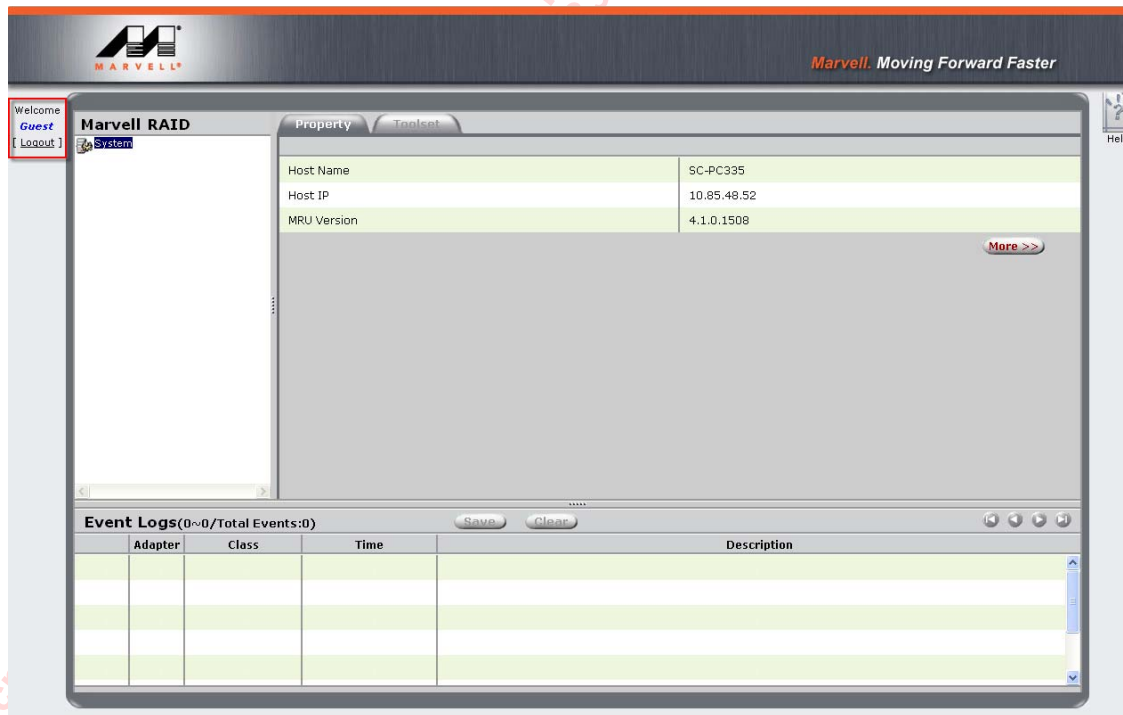 MARVELL®
Marvell. Moving Forward Faster
Welcome
Guest
[ Logout ]
Marvell RAID
System
Property
Toolset
Host Name
SC-PC335
Host IP
10.85.48.52
MRU Version
4.1.0.1508
More >>
Event Logs(0~0/Total Events:0)
Save
Clear
Adapter
Class
Time
Description